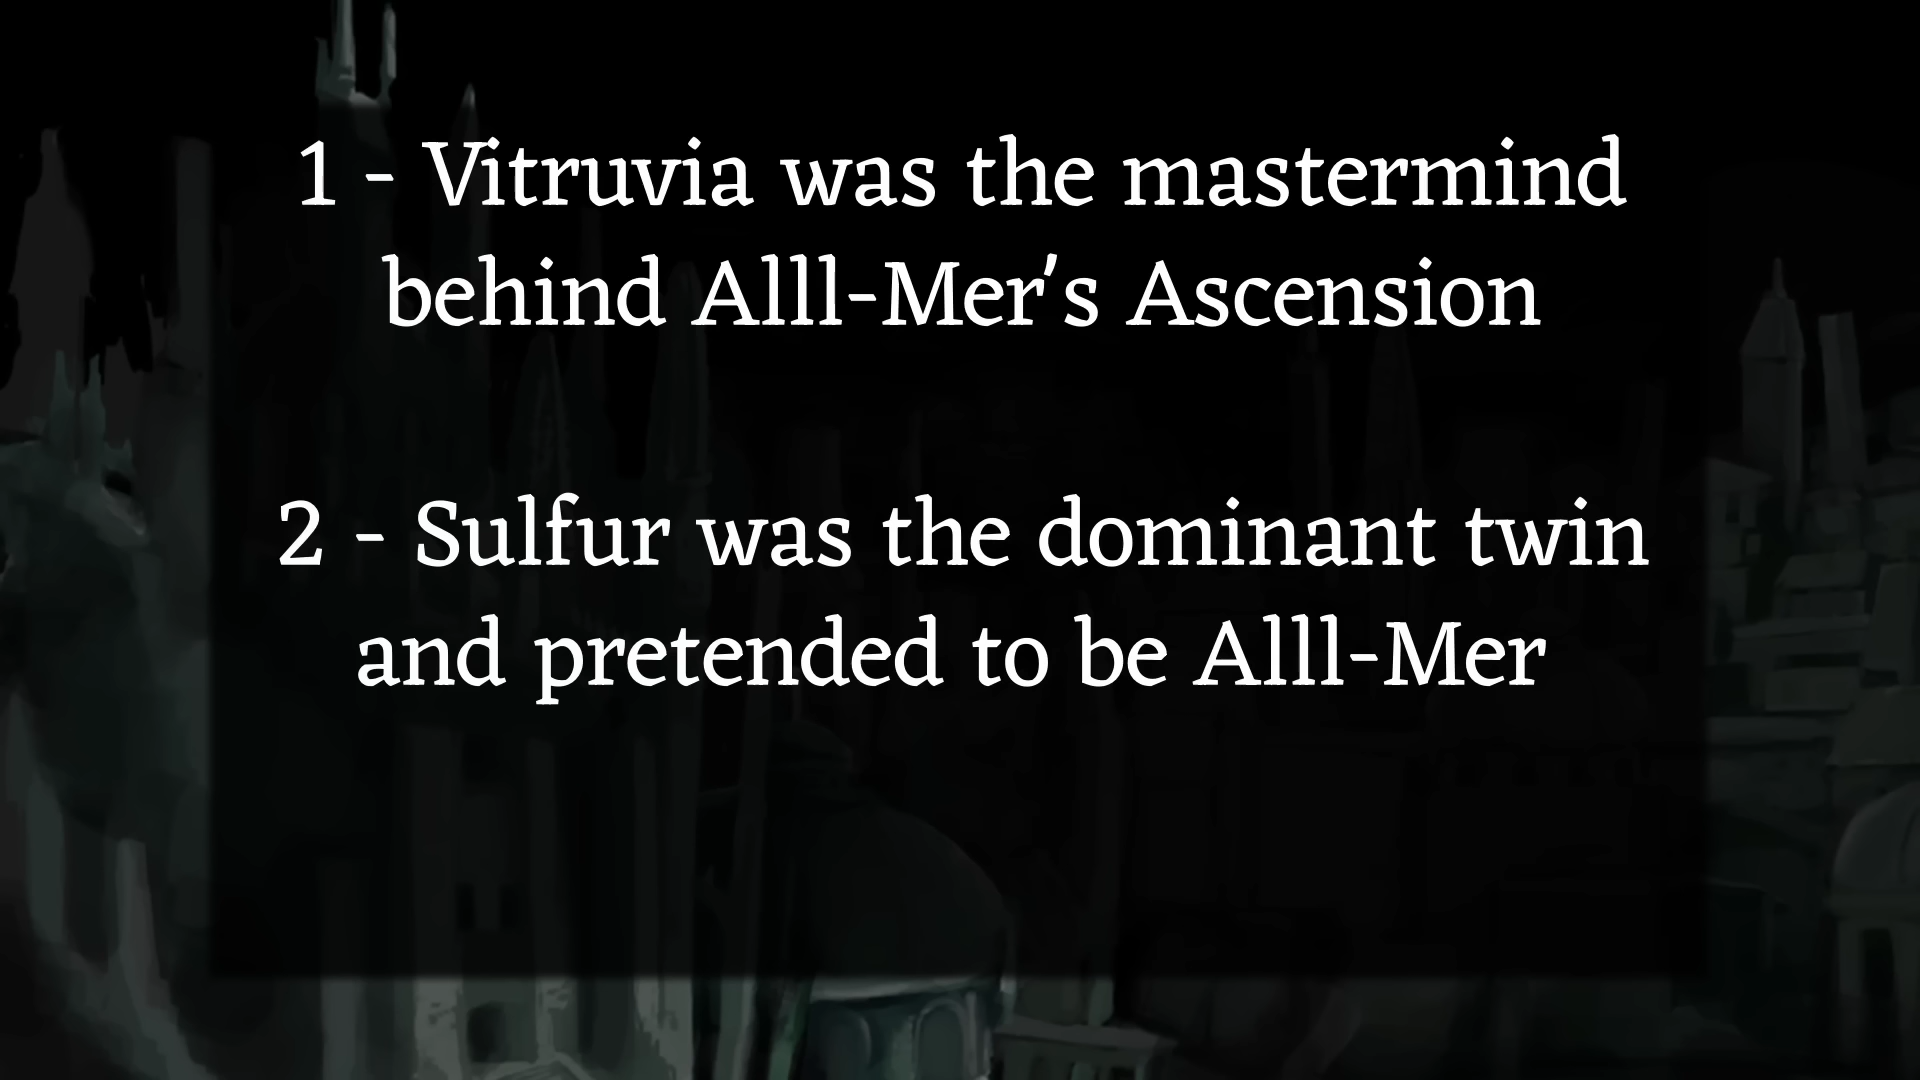 1 - Vitruvia was the mastermind
behind Alll-Mer's Ascension
2 - Sulfur was the dominant twin
and pretended to be Alll-Mer